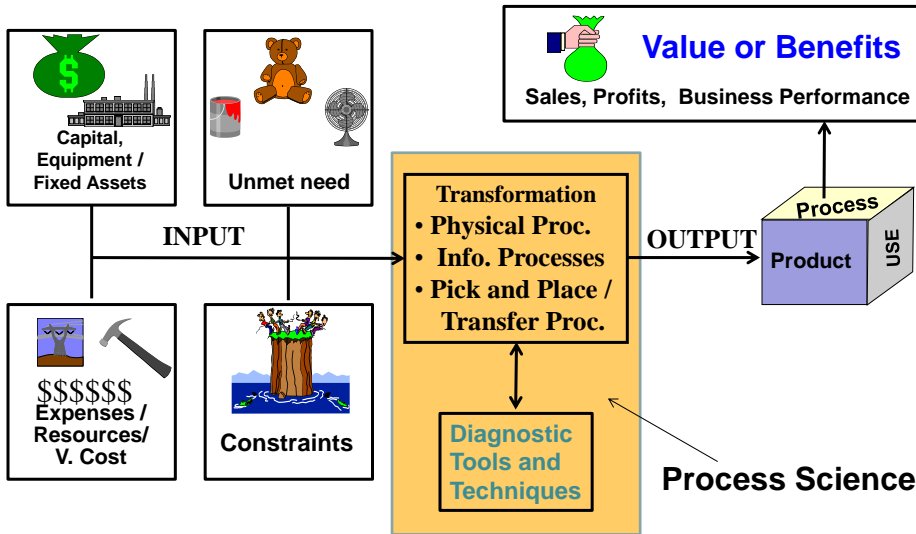 $
Capital,
Equipment /
Fixed Assets
Unmet need
Value or Benefits
Sales, Profits, Business Performance
INPUT
Transformation
• Physical Proc.
• Info. Processes
• Pick and Place /
Transfer Proc.
OUTPUT
Process
Product
USE
$$$$$$
Expenses /
Resources/
V. Cost
Constraints
Diagnostic
Tools and
Techniques
Process Science